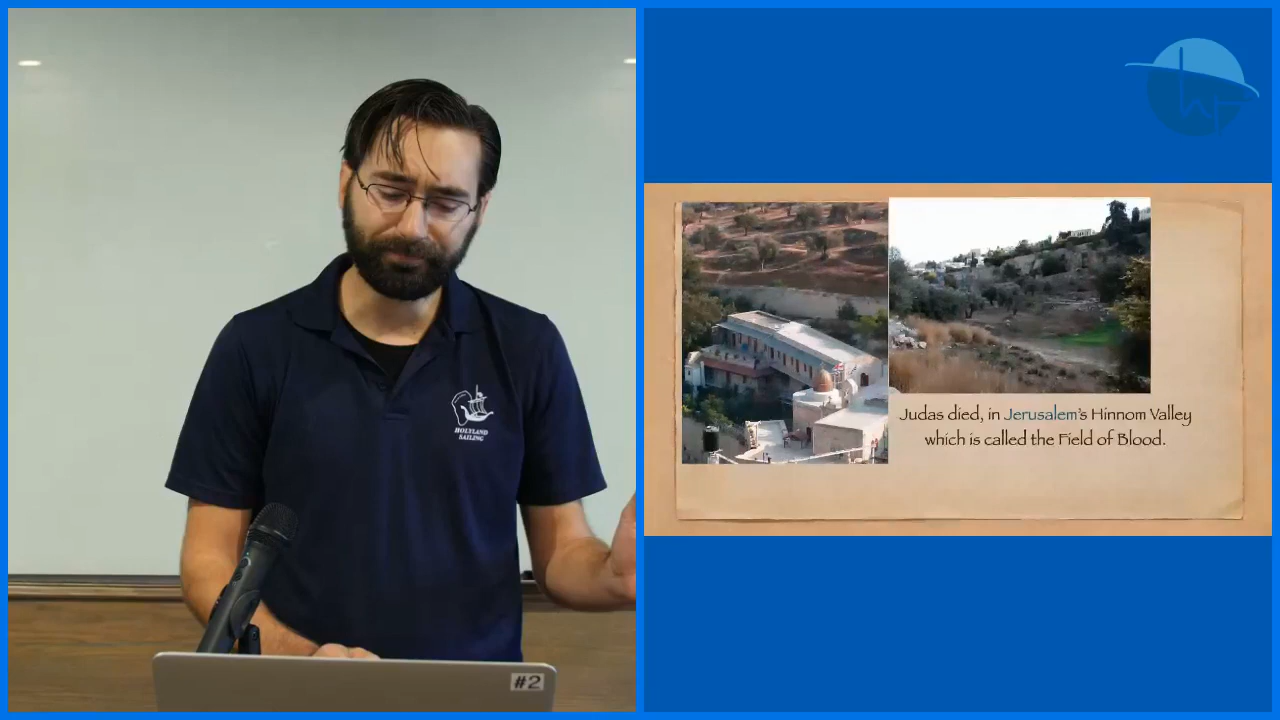 HOLYLAND
SAILING
#2
Judas died, in Jerusalem's Hinnom Valley
which is called the Field of Blood.